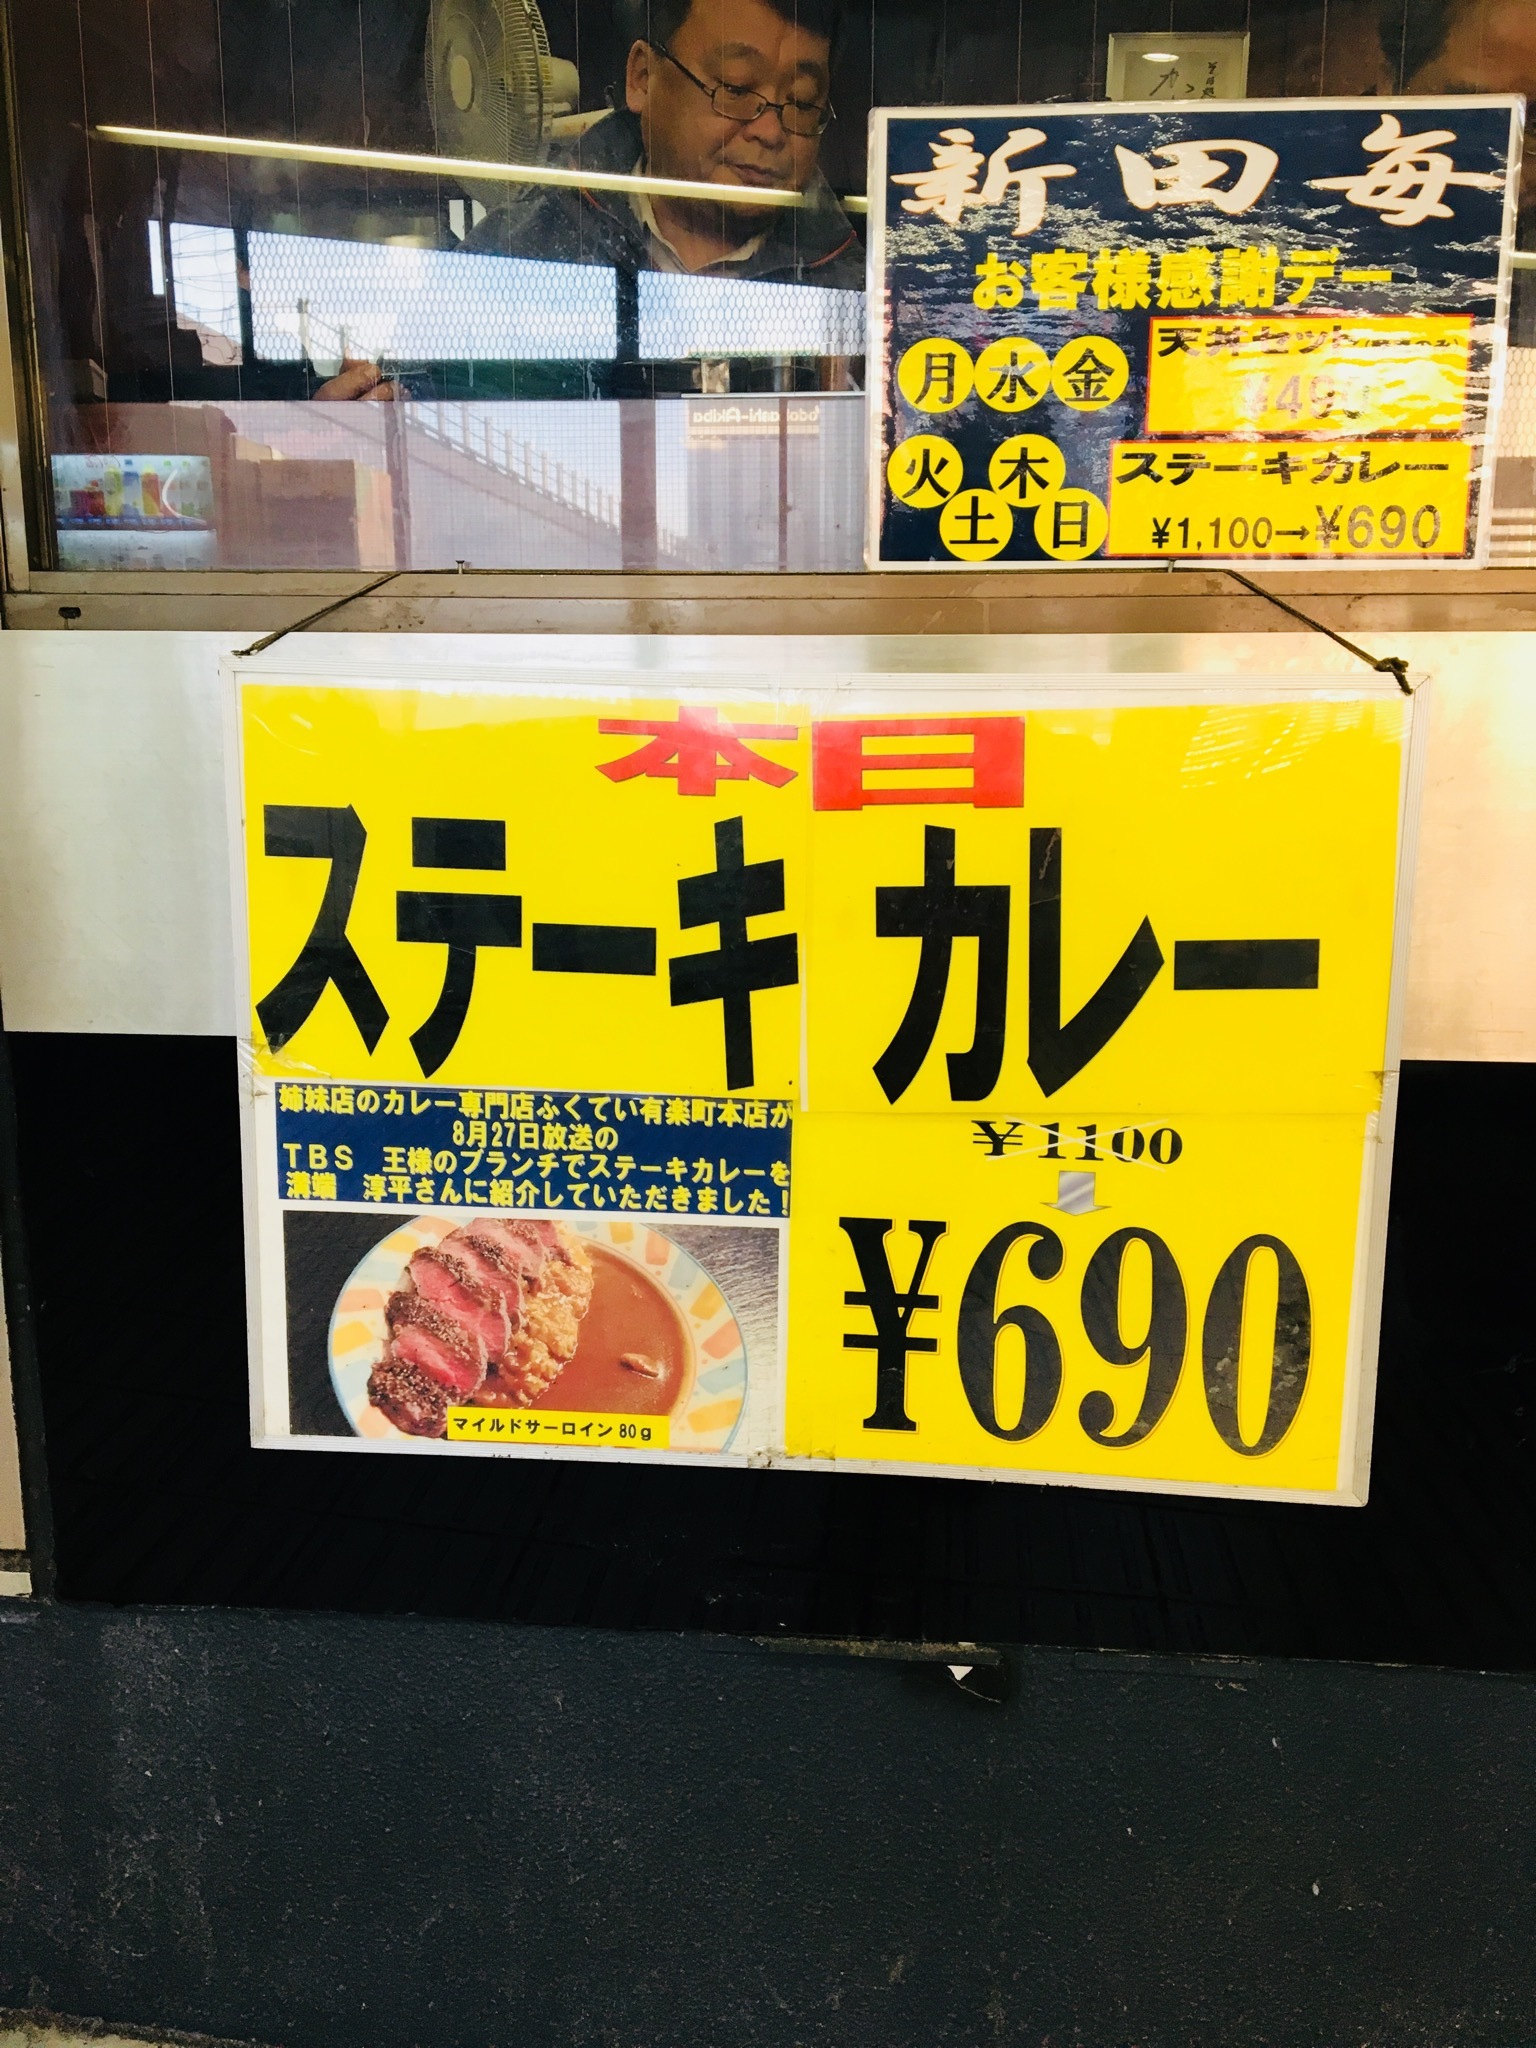 新田毎
お客様感謝デー
月 水 金
天丼セット
¥490
火 木
土 日
ステーキカレー
¥1,100→¥690
本日
ステーキカレー
姉妹店のカレー専門店ふくてい有楽町本店が
8月27日放送の
TBS 王様のブランチでステーキカレーを
溝端 淳平さんに紹介していただきました!
マイルドサーロイン 80g
¥1100
¥690